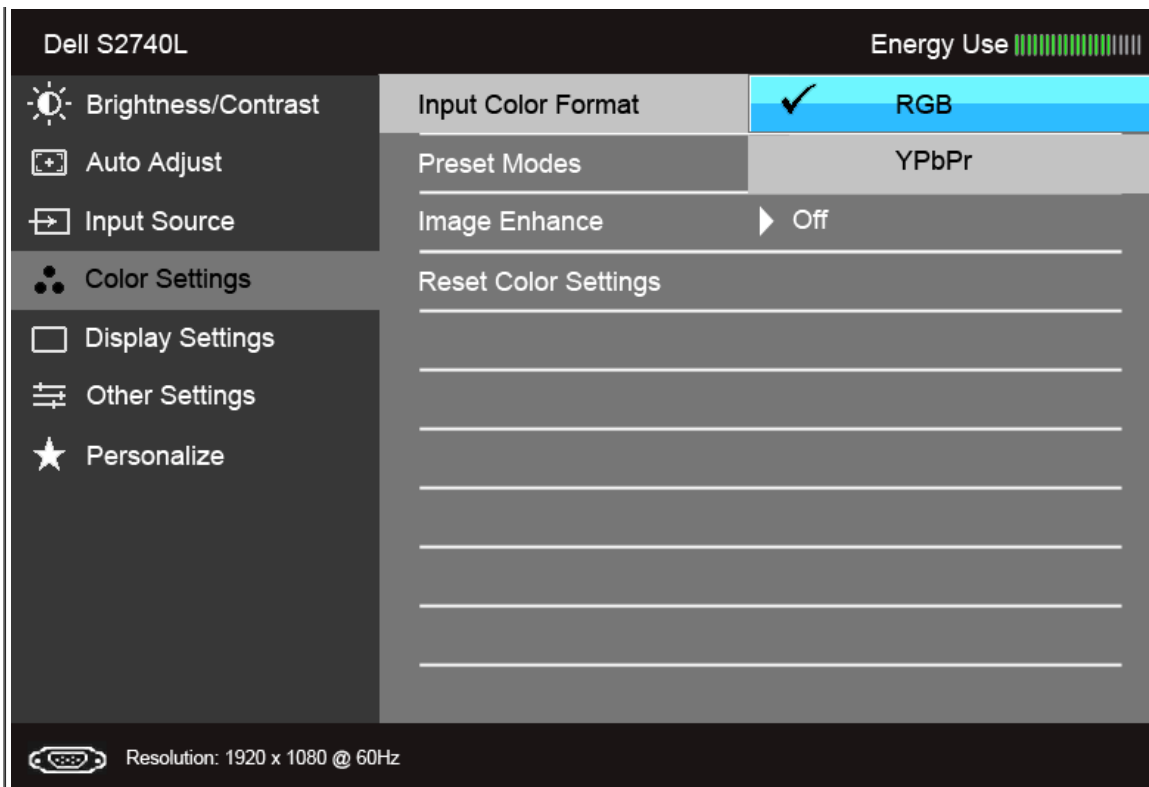 Dell S2740L
Energy Use
Brightness/Contrast
Auto Adjust
Input Source
Color Settings
Display Settings
Other Settings
Personalize
Input Color Format
RGB
YPbPr
Preset Modes
Image Enhance
Off
Reset Color Settings
Resolution: 1920 x 1080 @ 60Hz